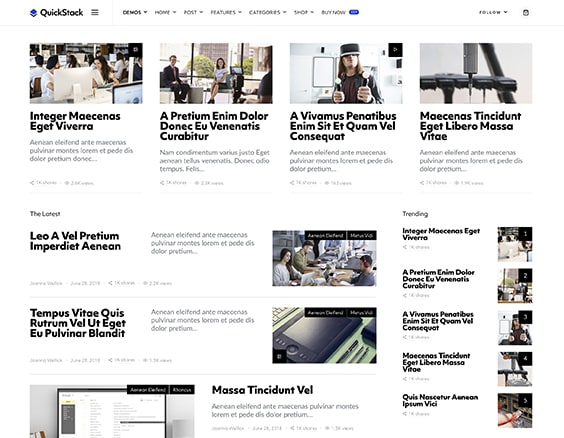 QuickStack
DEMOS HOME POST FEATURES CATEGORIES SHOP BUY NOW
FOLLOW
Integer Maecenas
Eget Viverra
Aenean eleifend ante maecenas
pulvinar montes lorem et pede dis
dolor pretium donec...
1K shares 2.6K views
A Pretium Enim Dolor
Donec Eu Venenatis
Curabitur
Nam condimentum varius justo Eget
aenean tellus venenatis. Donec odio
tempus. Felis...
1K shares
A Vivamus Penatibus
Enim Sit Et Quam Vel
Consequat
Aenean eleifend ante maecenas
pulvinar montes lorem et pede dis
dolor pretium...
1K shares
Maecenas Tincidunt
Eget Libero Massa
Vitae
Aenean eleifend ante maecenas
pulvinar montes lorem et pede dis
dolor pretium...
1K shares 1.9K views
The Latest
Leo A Vel Pretium
Imperdiet Aenean
Aenean eleifend ante maecenas
pulvinar montes lorem et pede dis
dolor pretium...
Aenean Eleifend Metus Vidi
Joanna Wellick June 28, 2018 1K shares 2.2K views
Tempus Vitae Quis
Rutrum Vel Ut Eget
Eu Pulvinar Blandit
Aenean eleifend ante maecenas
pulvinar montes lorem et pede dis
dolor pretium...
Aenean Eleifend Metus Vidi
Joanna Wellick June 28, 2018 1K shares 1.5K views
Aenean Eleifend Rhoncus
Massa Tincidunt Vel
Aenean eleifend ante maecenas pulvinar montes
lorem et pede dis dolor pretium...
Joanna Wellick June 28, 2018 1K shares 1.3K views
Trending
Integer Maecenas Eget
Viverra
1K shares
1
A Pretium Enim Dolor
Donec Eu Venenatis
Curabitur
1K shares
2
A Vivamus Penatibus
Enim Sit Et Quam Vel
Consequat
1K shares
3
Maecenas Tincidunt
Eget Libero Massa
Vitae
1K shares
4
Quis Nascetur Aenean
Ipsum Vel
1K shares
5